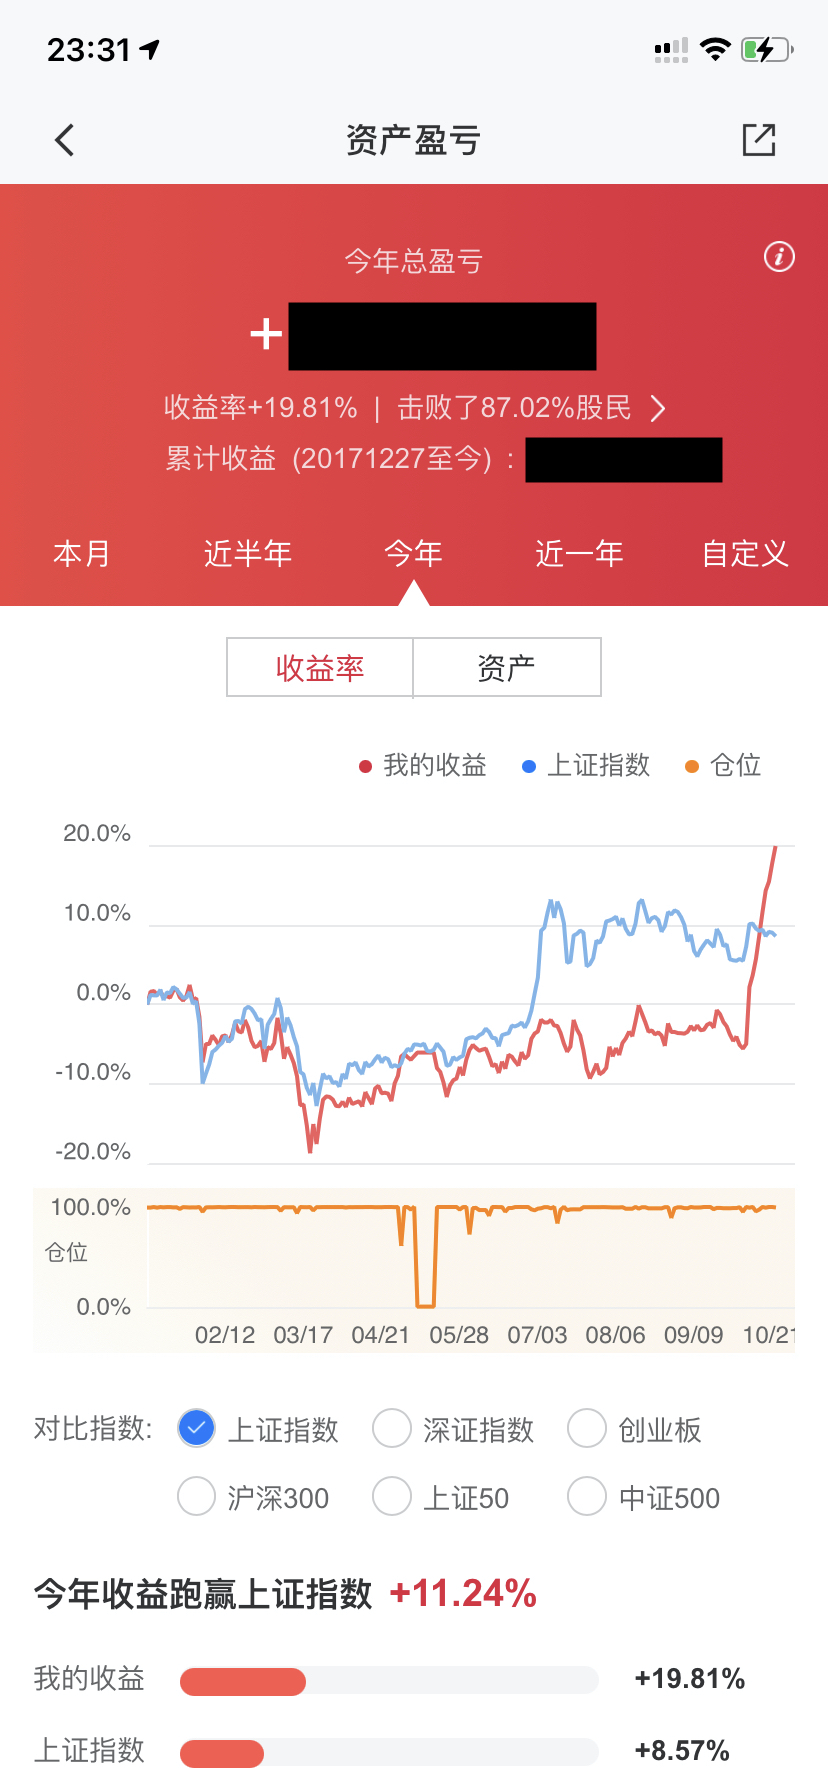 23:31
资产盈亏
今年总盈亏
+
收益率+19.81% | 击败了87.02%股民
累计收益 (20171227至今) :
本月 近半年 今年 近一年 自定义
收益率 资产
我的收益 上证指数 仓位
20.0%
10.0%
0.0%
-10.0%
-20.0%
100.0%
仓位
0.0%
02/12 03/17 04/21 05/28 07/03 08/06 09/09 10/21
对比指数: 上证指数 深证指数 创业板
沪深300 上证50 中证500
今年收益跑赢上证指数 +11.24%
我的收益 +19.81%
上证指数 +8.57%